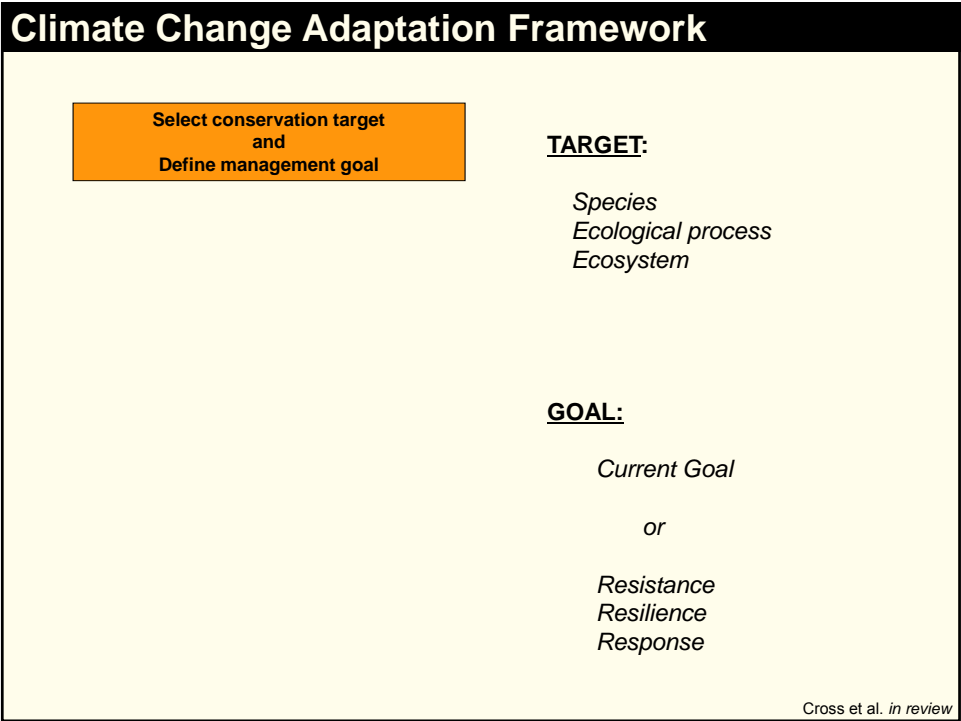 Climate Change Adaptation Framework
Select conservation target
and
Define management goal
TARGET:
Species
Ecological process
Ecosystem
GOAL:
Current Goal
or
Resistance
Resilience
Response
Cross et al. in review